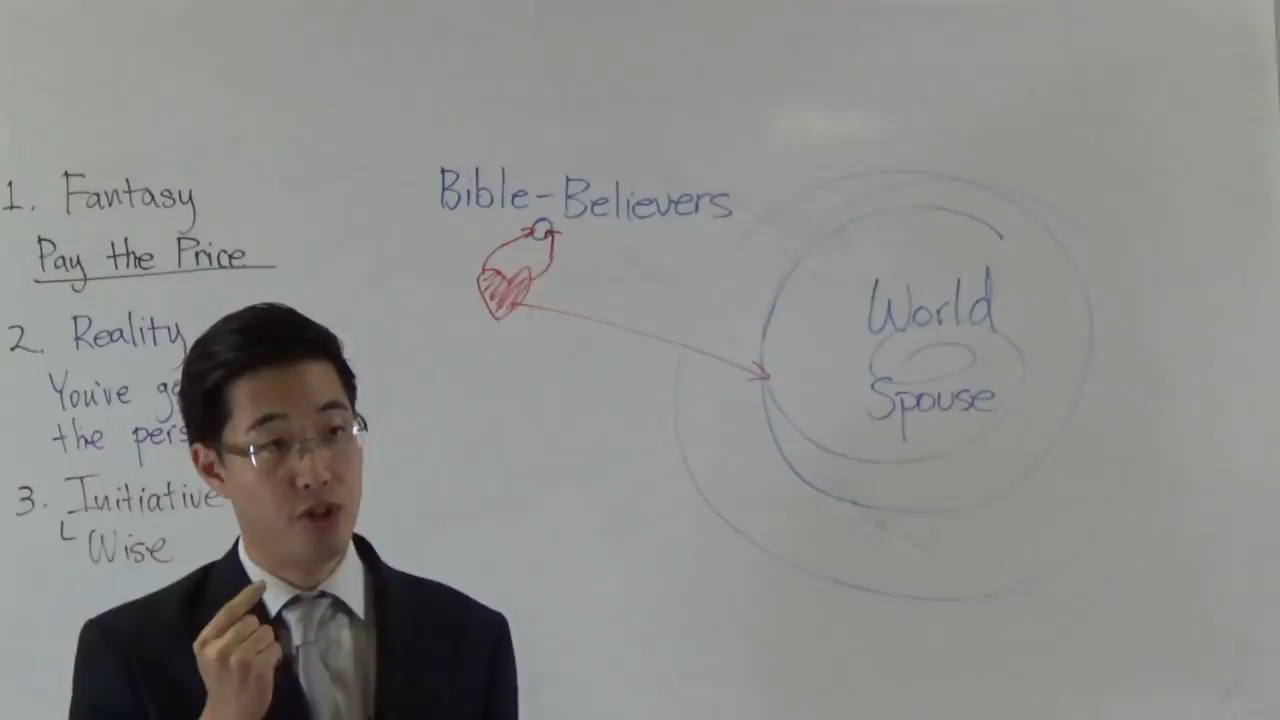 1. Fantasy
Pay the Price
2. Reality
You've
the
3. Initiative
Wise
Bible-Believers
World
Spouse